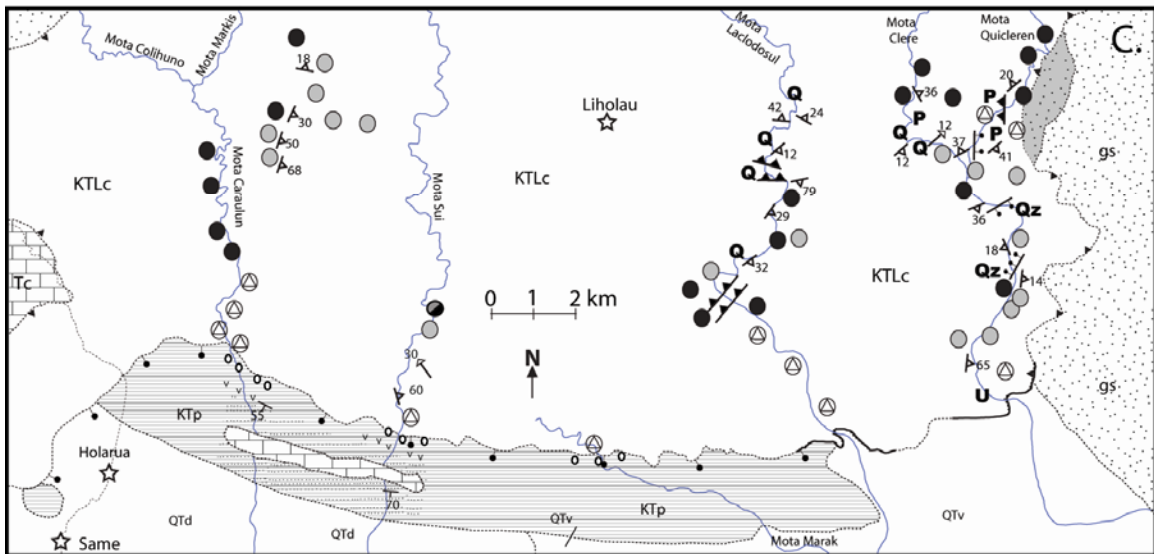 Mota Colihuno
Mota Markis
Mota
Laclodosul
Mota
Clere
Mota
Quicleren
C.
18
30
50
68
KTLc
Mota Caraulun
KTLc
Mota Sui
Liholau
Q
42
24
Q
12
Q
79
29
Q
32
36
P
Q
Q
12
12
37
20
P
P
41
gs
36
Qz
18
Qz
14
KTLc
65
U
gs
Tc
0 1 2 km
N
30
60
o
o
o o
v
v
v
v
KTp
55
v v
v
o
o o
o o
o
70
Holarua
Same
QTd
QTd
QTv
KTp
Mota Marak
QTv